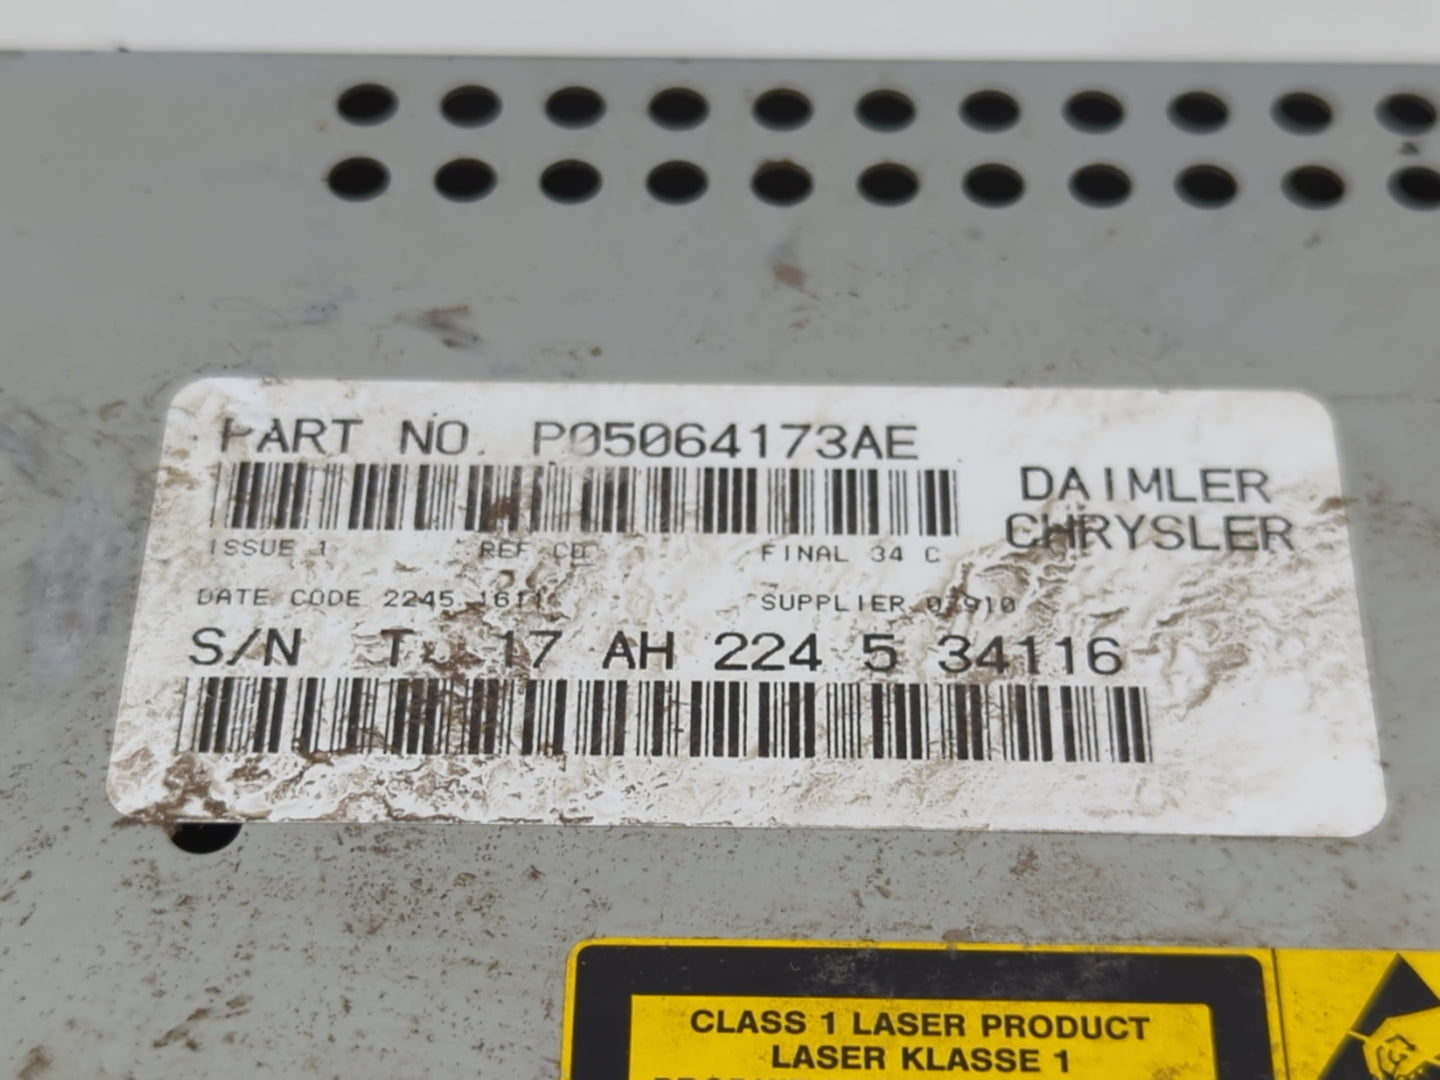 PART NO. P05064173AE
DAIMLER
CHRYSLER
ISSUE 1 REF CD FINAL 34 C
DATE CODE 2245 1611 SUPPLIER 07910
S/N T 17 AH 224 5 34116
CLASS 1 LASER PRODUCT
LASER KLASSE 1